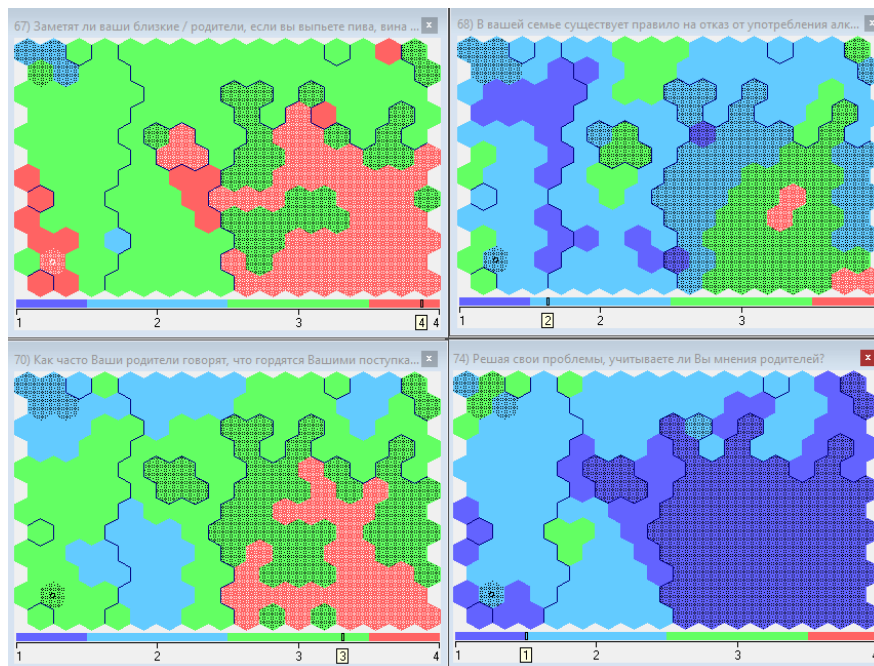 67) Заметят ли ваши близкие / родители, если вы выпьете пива, вина ... x
68) В вашей семье существует правило на отказ от употребления алк... x
1 2 3 4 4
1 2 2 3
70) Как часто Ваши родители говорят, что гордятся Вашими поступка... x
74) Решая свои проблемы, учитываете ли Вы мнения родителей? x
1 2 3 3 4
1 1 2 3 4